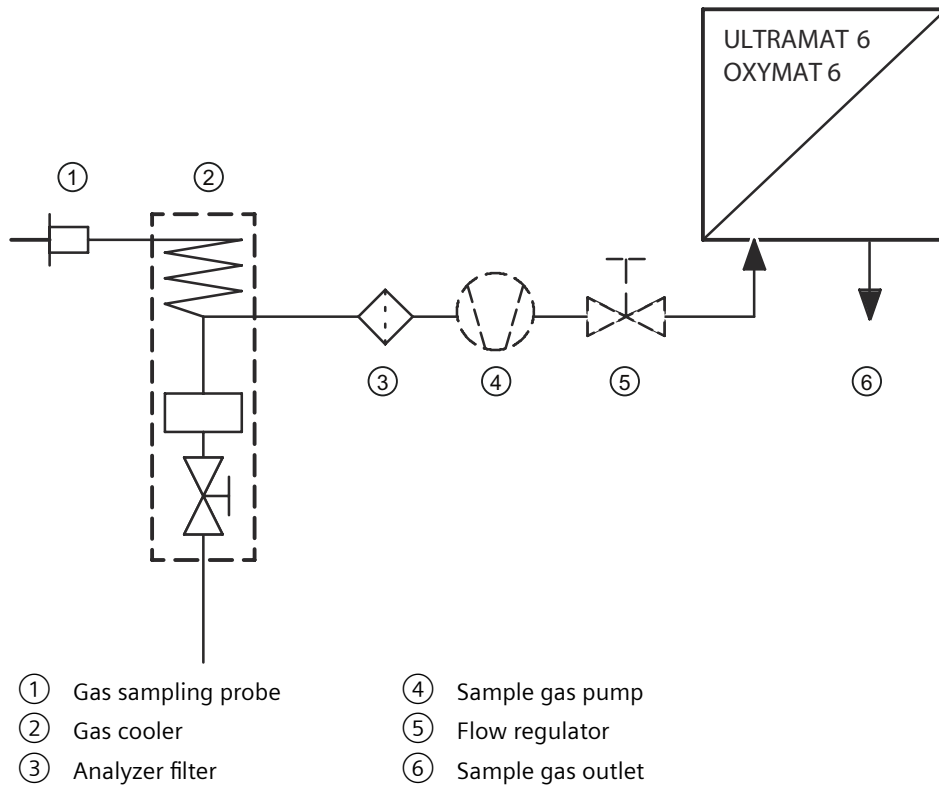 ULTRAMAT 6
OXYMAT 6
①
②
③
④
⑤
⑥
① Gas sampling probe
② Gas cooler
③ Analyzer filter
④ Sample gas pump
⑤ Flow regulator
⑥ Sample gas outlet